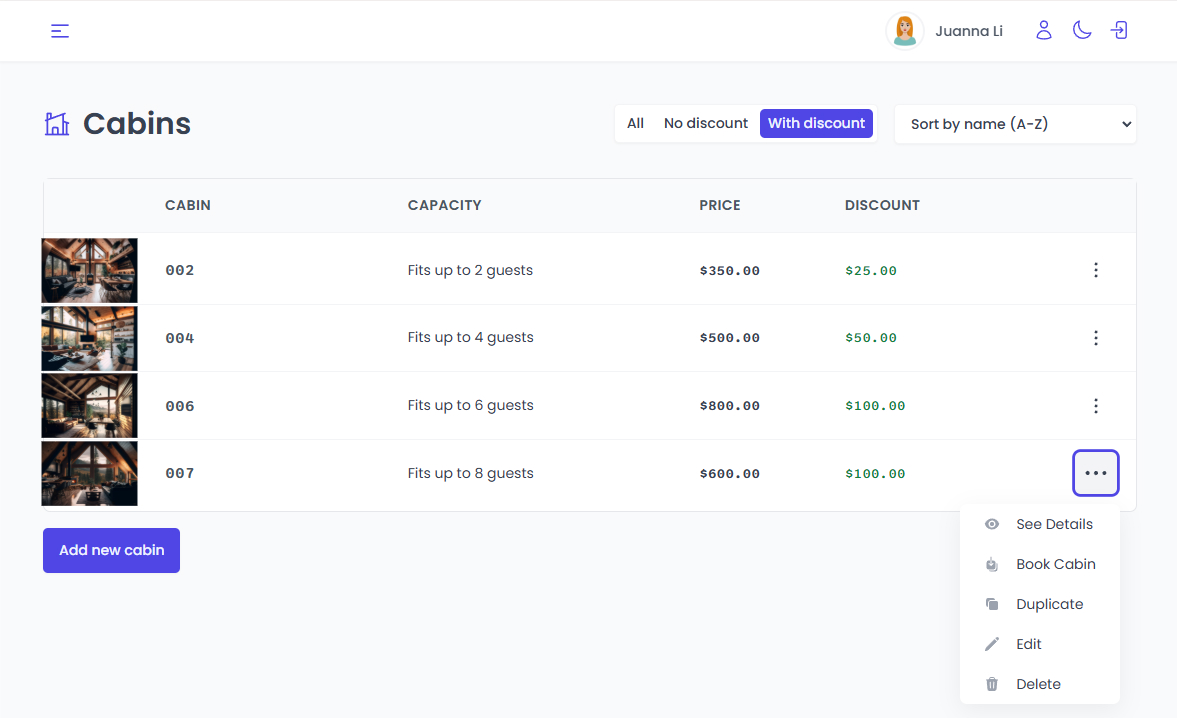 Juanna Li
Cabins
All No discount With discount Sort by name (A-Z)
CABIN CAPACITY PRICE DISCOUNT
002 Fits up to 2 guests $350.00 $25.00
004 Fits up to 4 guests $500.00 $50.00
006 Fits up to 6 guests $800.00 $100.00
007 Fits up to 8 guests $600.00 $100.00
See Details
Add new cabin
Book Cabin
Duplicate
Edit
Delete